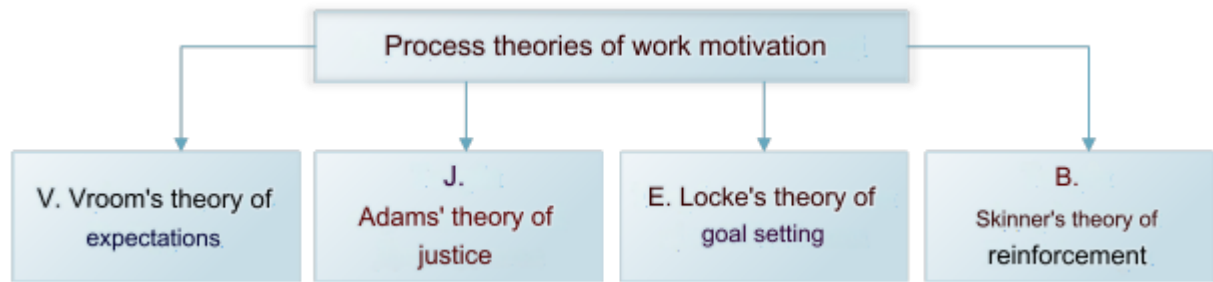 Process theories of work motivation
V. Vroom's theory of
expectations
J.
Adams' theory of
justice
E. Locke's theory of
goal setting
B.
Skinner's theory of
reinforcement